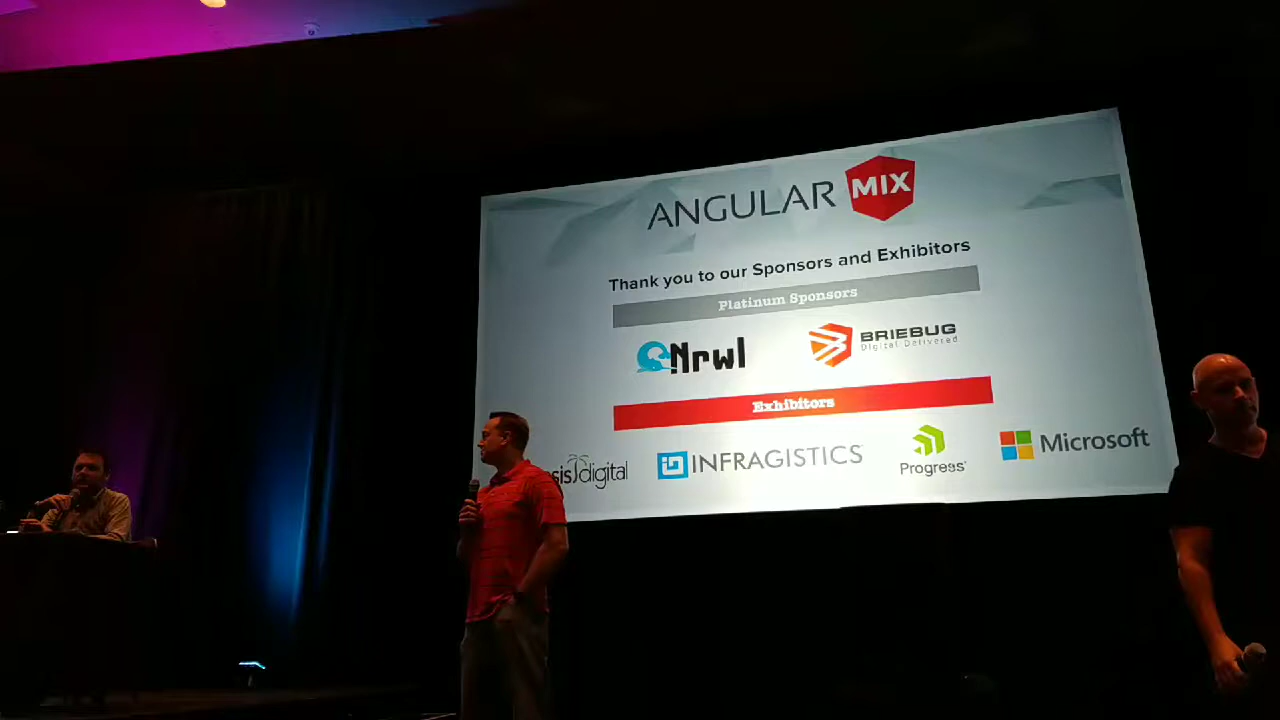 ANGULAR MIX
Thank you to our Sponsors and Exhibitors
Platinum Sponsors
Nrwl
BRIEBUG
Digital Delivered
Exhibitors
digital
INFRAGISTICS
Progress
Microsoft